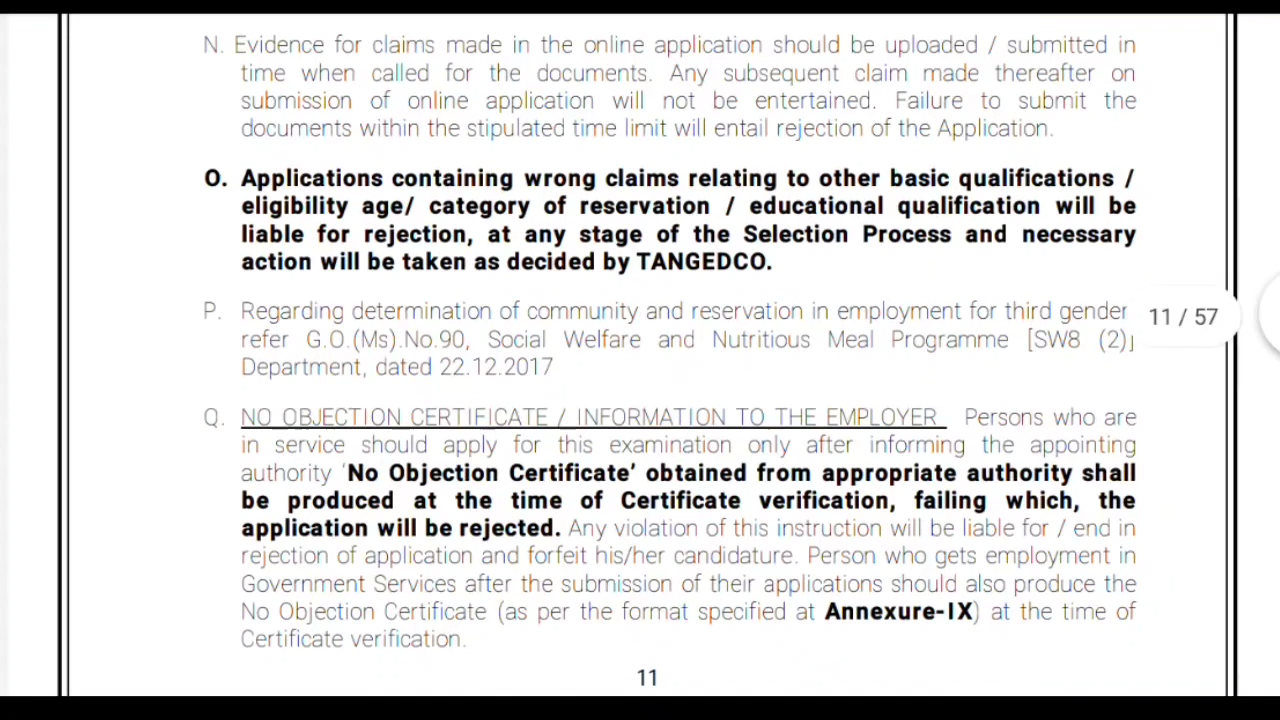 N. Evidence for claims made in the online application should be uploaded / submitted in
time when called for the documents. Any subsequent claim made thereafter on
submission of online application will not be entertained. Failure to submit the
documents within the stipulated time limit will entail rejection of the Application.
O. Applications containing wrong claims relating to other basic qualifications /
eligibility age/ category of reservation / educational qualification will be
liable for rejection, at any stage of the Selection Process and necessary
action will be taken as decided by TANGEDCO.
P. Regarding determination of community and reservation in employment for third gender
refer G.O.(Ms).No.90, Social Welfare and Nutritious Meal Programme [SW8 (2)]
Department, dated 22.12.2017
11 / 57
Q. NO OBJECTION CERTIFICATE / INFORMATION TO THE EMPLOYER Persons who are
in service should apply for this examination only after informing the appointing
authority 'No Objection Certificate' obtained from appropriate authority shall
be produced at the time of Certificate verification, failing which, the
application will be rejected. Any violation of this instruction will be liable for / end in
rejection of application and forfeit his/her candidature. Person who gets employment in
Government Services after the submission of their applications should also produce the
No Objection Certificate (as per the format specified at Annexure-IX) at the time of
Certificate verification.
11